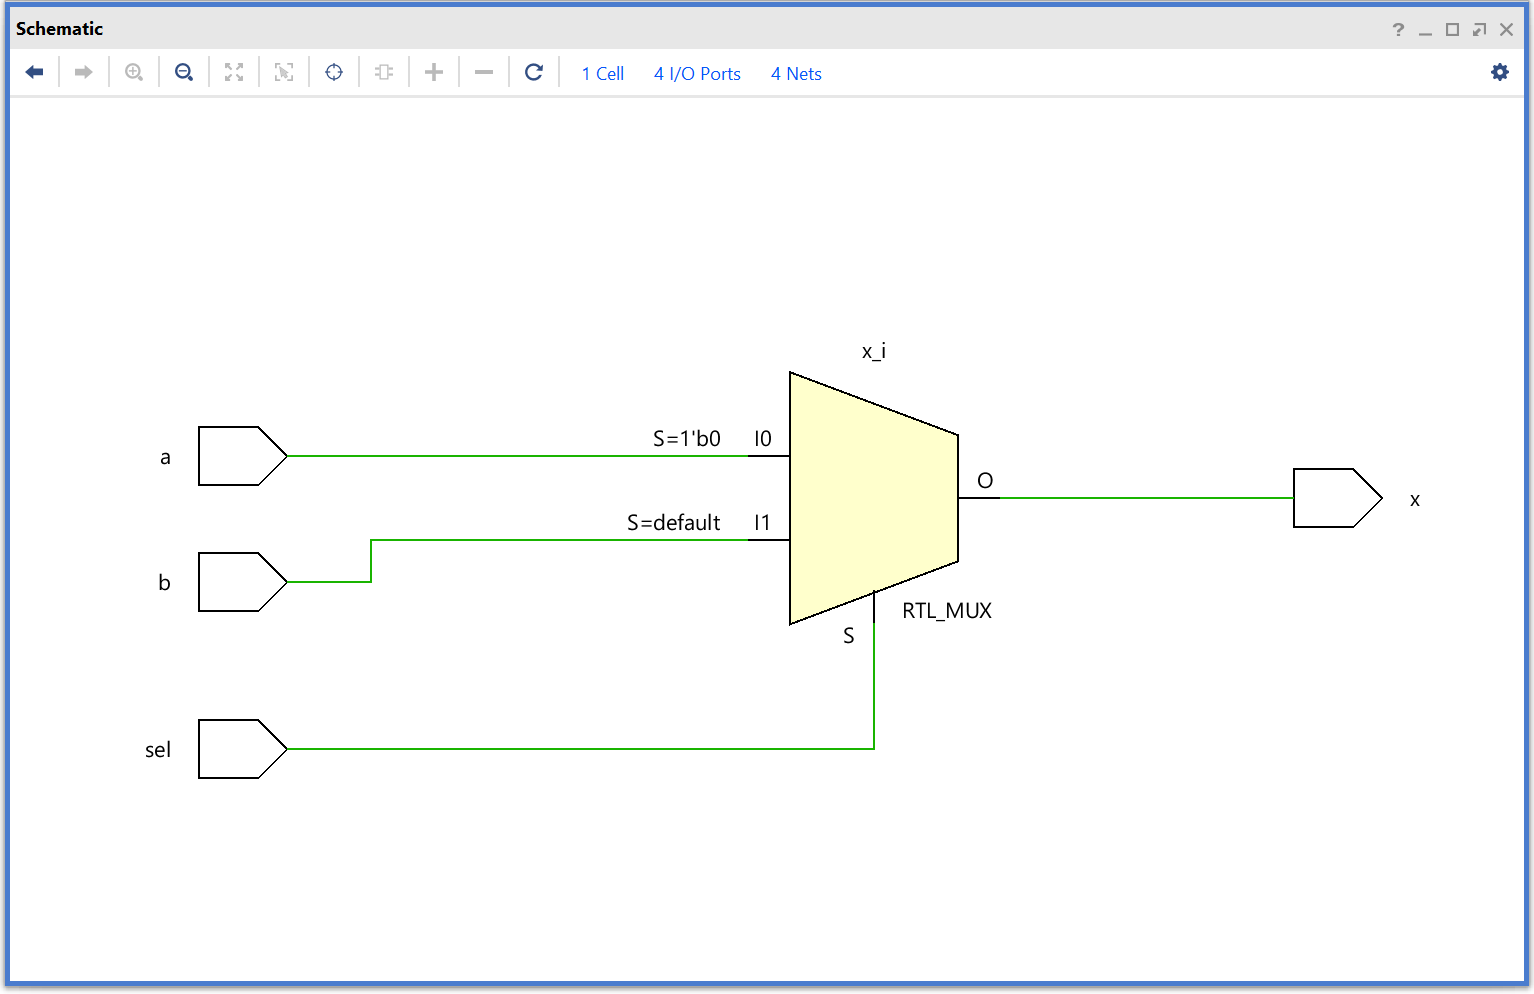 Schematic
1 Cell 4 I/O Ports 4 Nets
x_i
a S=1'b0 I0
O
x
b S=default I1
RTL_MUX
S
sel